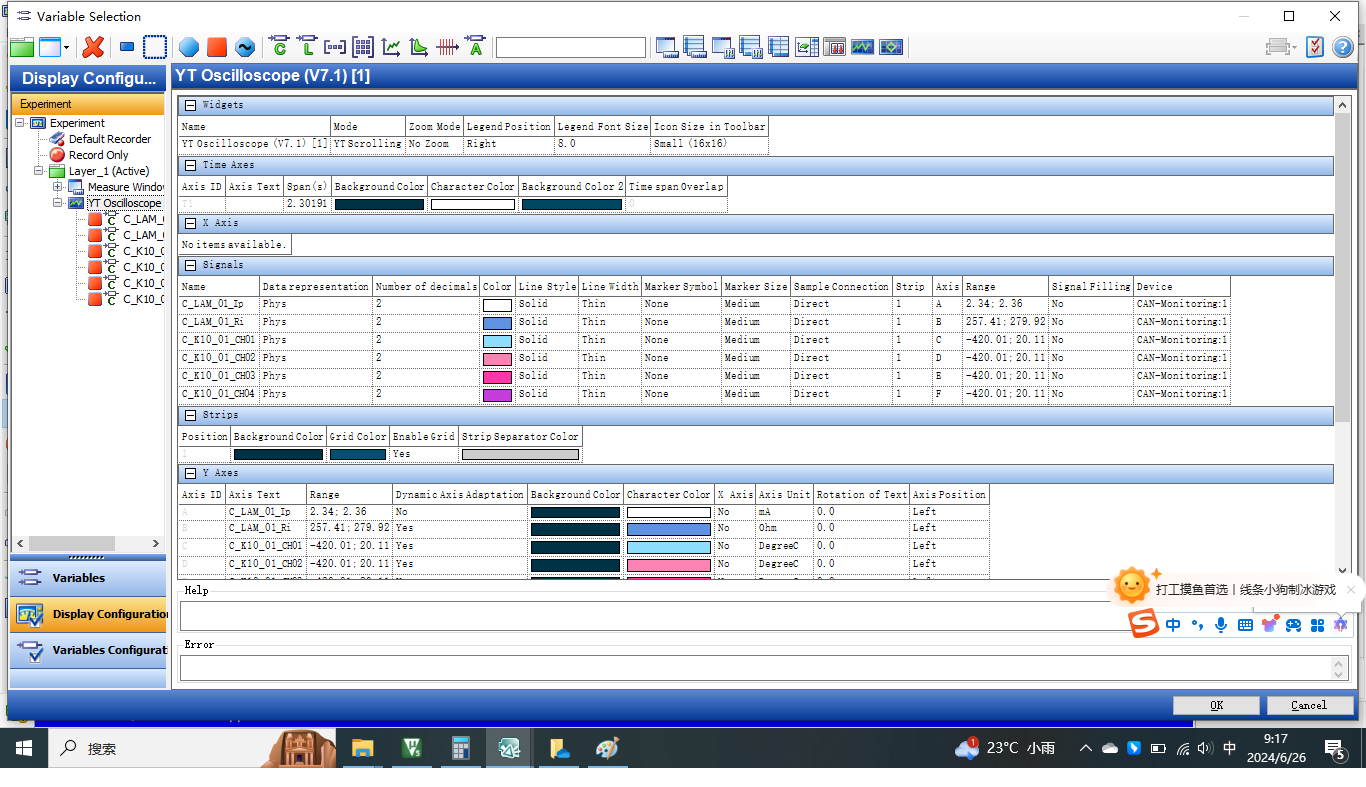 Variable Selection
Display Configu...
YT Oscilloscope (V7.1) [1]
Experiment
Experiment
Default Recorder
Record Only
Layer_1 (Active)
Measure Window
YT Oscilloscope
C_LAM_
C_LAM_
C_K10_0
C_K10_0
C_K10_0
C_K10_0
Variables
Display Configuration
Variables Configurat
Widgets
Name Mode Zoom Mode Legend Position Legend Font Size Icon Size in Toolbar
YT Oscilloscope (V7.1) [1] YT Scrolling No Zoom Right 8.0 Small (16x16)
Time Axes
Axis ID Axis Text Span(s) Background Color Character Color Background Color 2 Time span Overlap
T1 2.30191 0
X Axis
No items available.
Signals
Name Data representation Number of decimals Color Line Style Line Width Marker Symbol Marker Size Sample Connection Strip Axis Range Signal Filling Device
C_LAM_01_Ip Phys 2 Solid Thin None Medium Direct 1 A 2.34; 2.36 No CAN-Monitoring:1
C_LAM_01_Ri Phys 2 Solid Thin None Medium Direct 1 B 257.41; 279.92 No CAN-Monitoring:1
C_K10_01_CH01 Phys 2 Solid Thin None Medium Direct 1 C -420.01; 20.11 No CAN-Monitoring:1
C_K10_01_CH02 Phys 2 Solid Thin None Medium Direct 1 D -420.01; 20.11 No CAN-Monitoring:1
C_K10_01_CH03 Phys 2 Solid Thin None Medium Direct 1 E -420.01; 20.11 No CAN-Monitoring:1
C_K10_01_CH04 Phys 2 Solid Thin None Medium Direct 1 F -420.01; 20.11 No CAN-Monitoring:1
Strips
Position Background Color Grid Color Enable Grid Strip Separator Color
1 Yes
Y Axes
Axis ID Axis Text Range Dynamic Axis Adaptation Background Color Character Color X Axis Axis Unit Rotation of Text Axis Position
A C_LAM_01_Ip 2.34; 2.36 No No mA 0.0 Left
B C_LAM_01_Ri 257.41; 279.92 Yes No Ohm 0.0 Left
C C_K10_01_CH01 -420.01; 20.11 Yes No DegreeC 0.0 Left
D C_K10_01_CH02 -420.01; 20.11 Yes No DegreeC 0.0 Left
Help
打工摸鱼首选丨线条小狗制冰游戏
中
Error
OK Cancel
搜索
23°C 小雨
中
9:17
2024/6/26
5